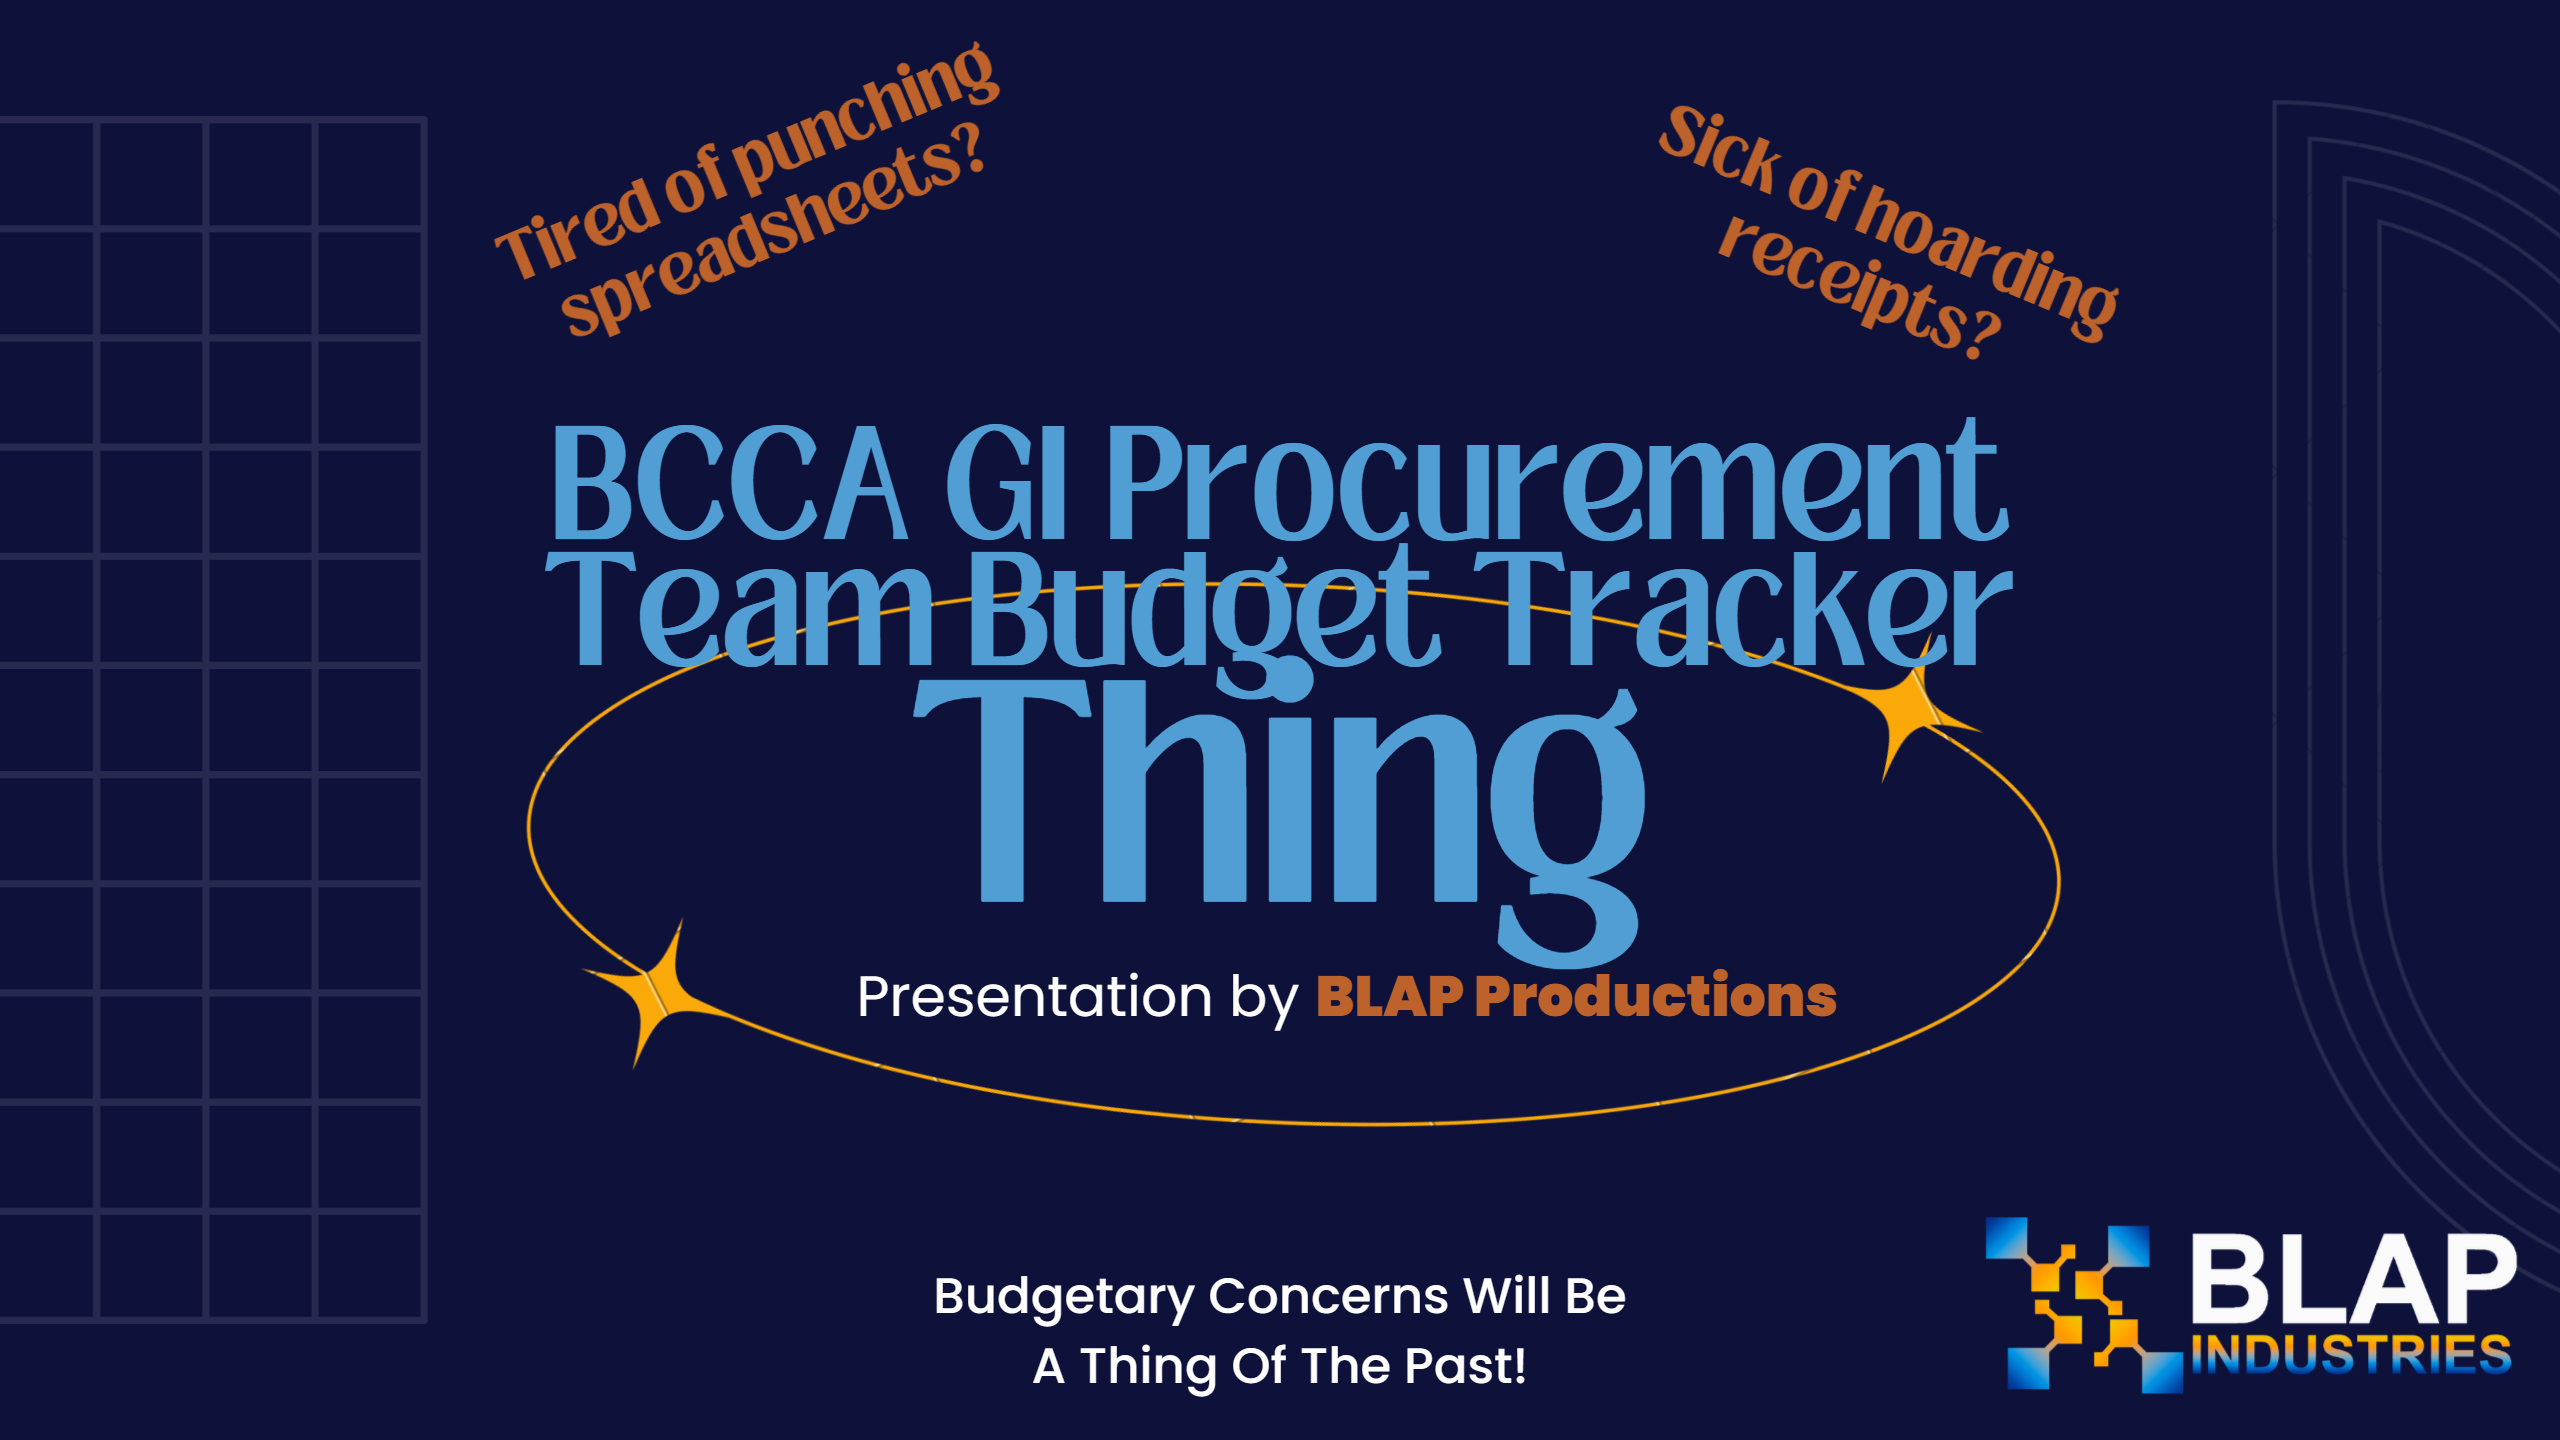 Tired of punching
spreadsheets?
Sick of hoarding
receipts?
BCCA GI Procurement
Team Budget Tracker
Thing
Presentation by BLAP Productions
Budgetary Concerns Will Be
A Thing Of The Past!
BLAP
INDUSTRIES